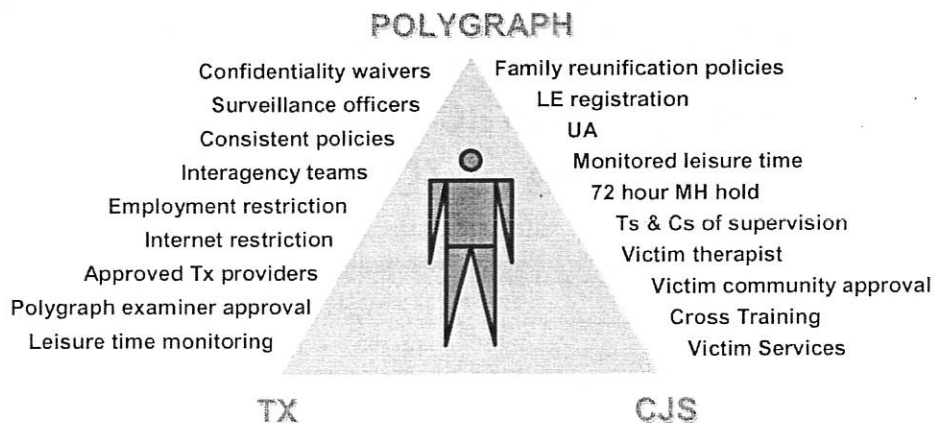 POLYGRAPH
Confidentiality waivers
Surveillance officers
Consistent policies
Interagency teams
Employment restriction
Internet restriction
Approved Tx providers
Polygraph examiner approval
Leisure time monitoring
Family reunification policies
LE registration
UA
Monitored leisure time
72 hour MH hold
Ts & Cs of supervision
Victim therapist
Victim community approval
Cross Training
Victim Services
TX
CJS